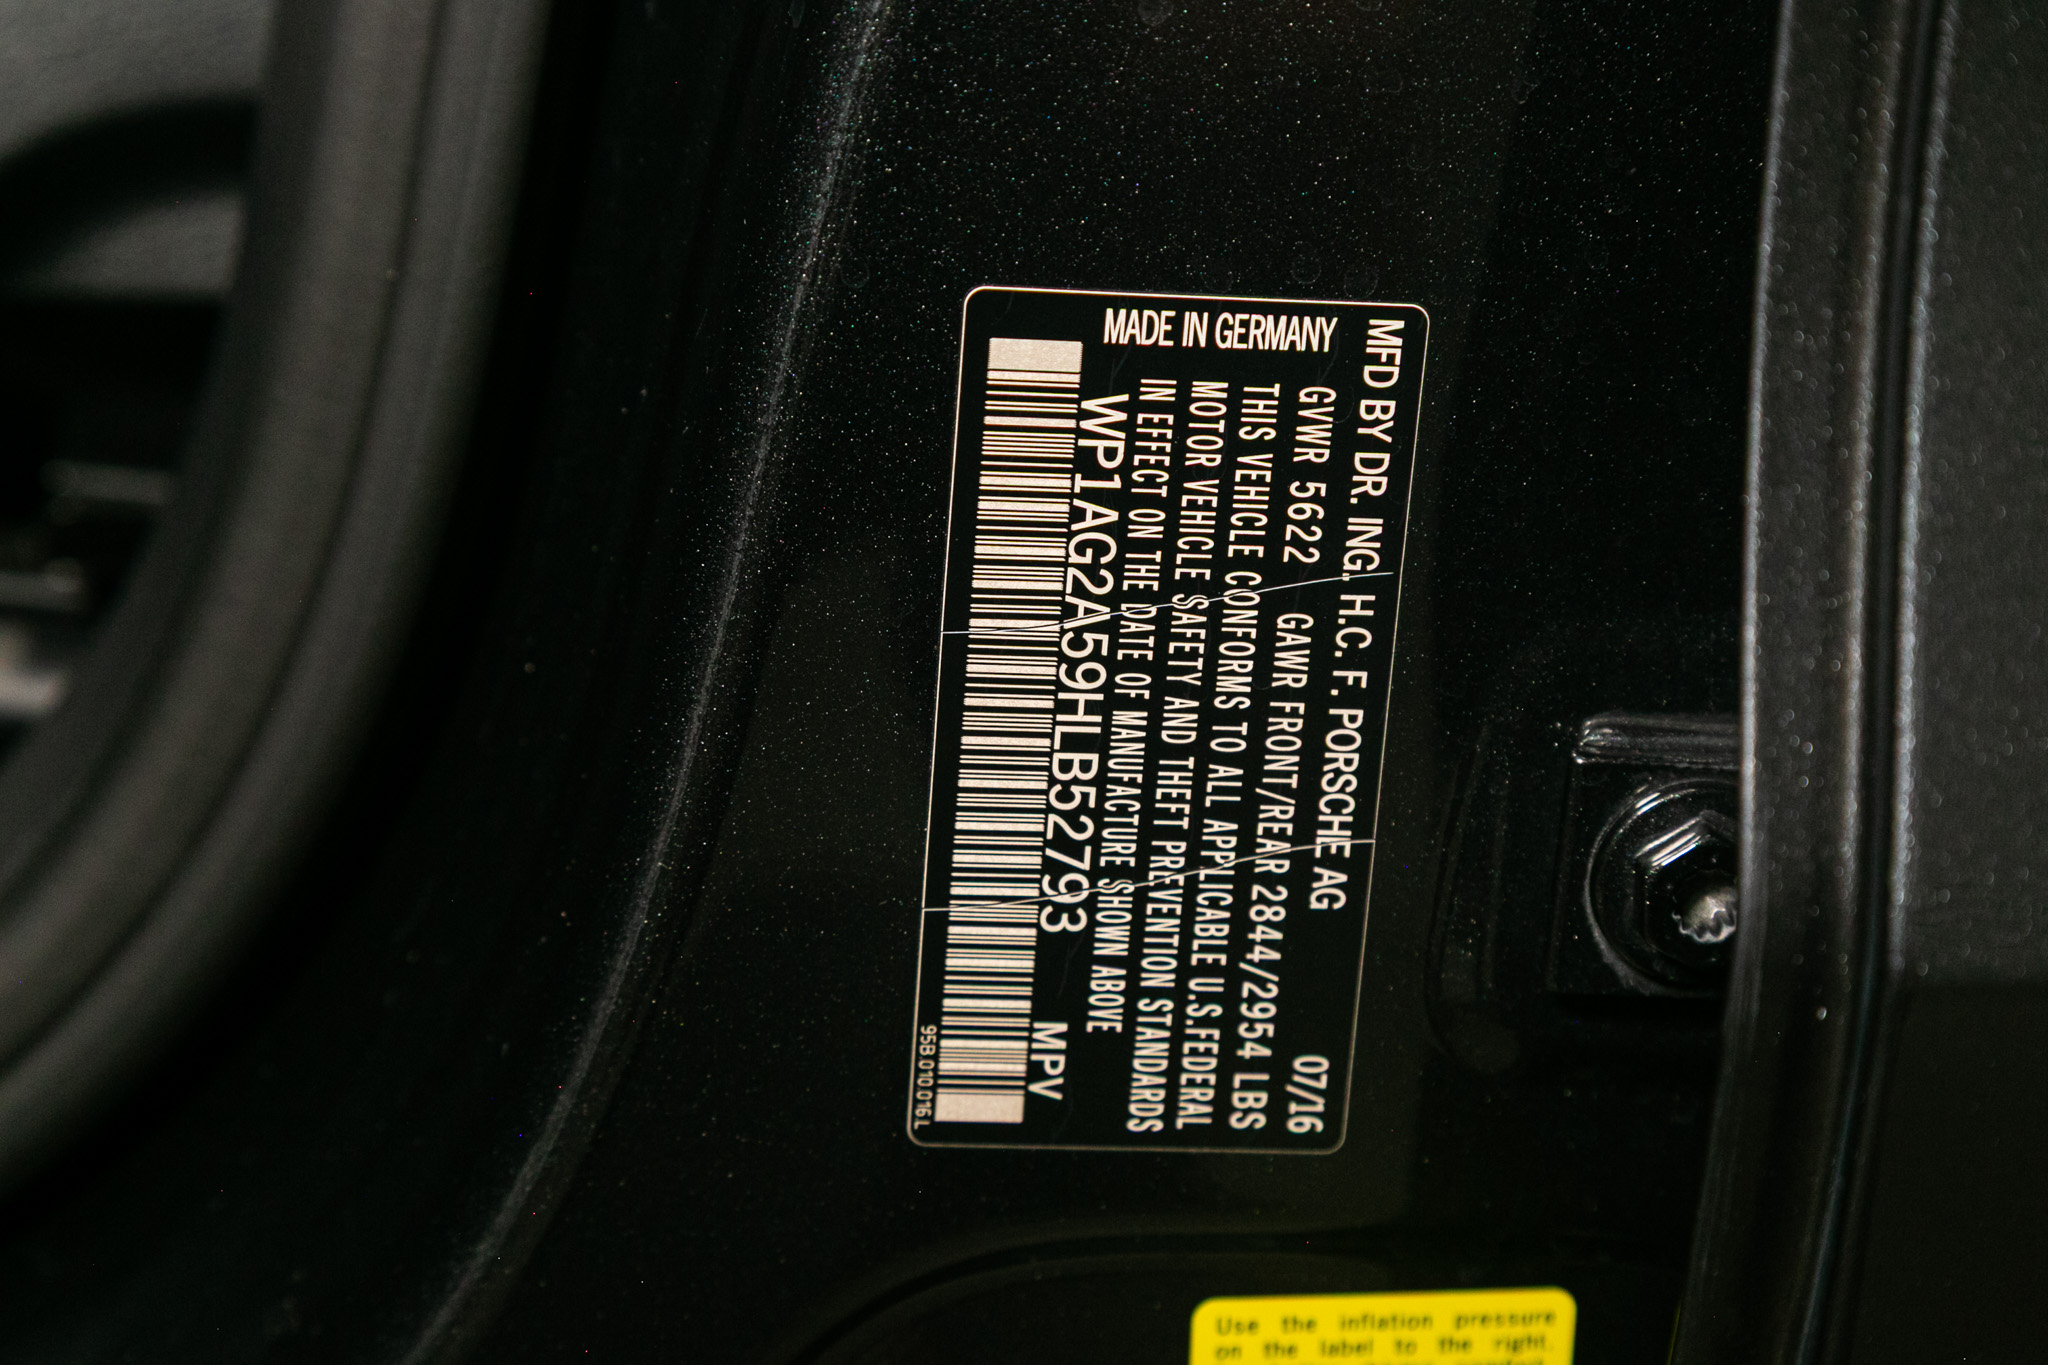 MFD BY DR. ING. H.C. F. PORSCHE AG
07/16
GVWR 5622 GAWR FRONT/REAR 2844/2954 LBS
THIS VEHICLE CONFORMS TO ALL APPLICABLE U.S.FEDERAL
MOTOR VEHICLE SAFETY AND THEFT PREVENTION STANDARDS
IN EFFECT ON THE DATE OF MANUFACTURE SHOWN ABOVE
WP1AG2A59HLB52793 MPV
95B.010.016.L
MADE IN GERMANY
Use the inflation pressure
on the label to the right.